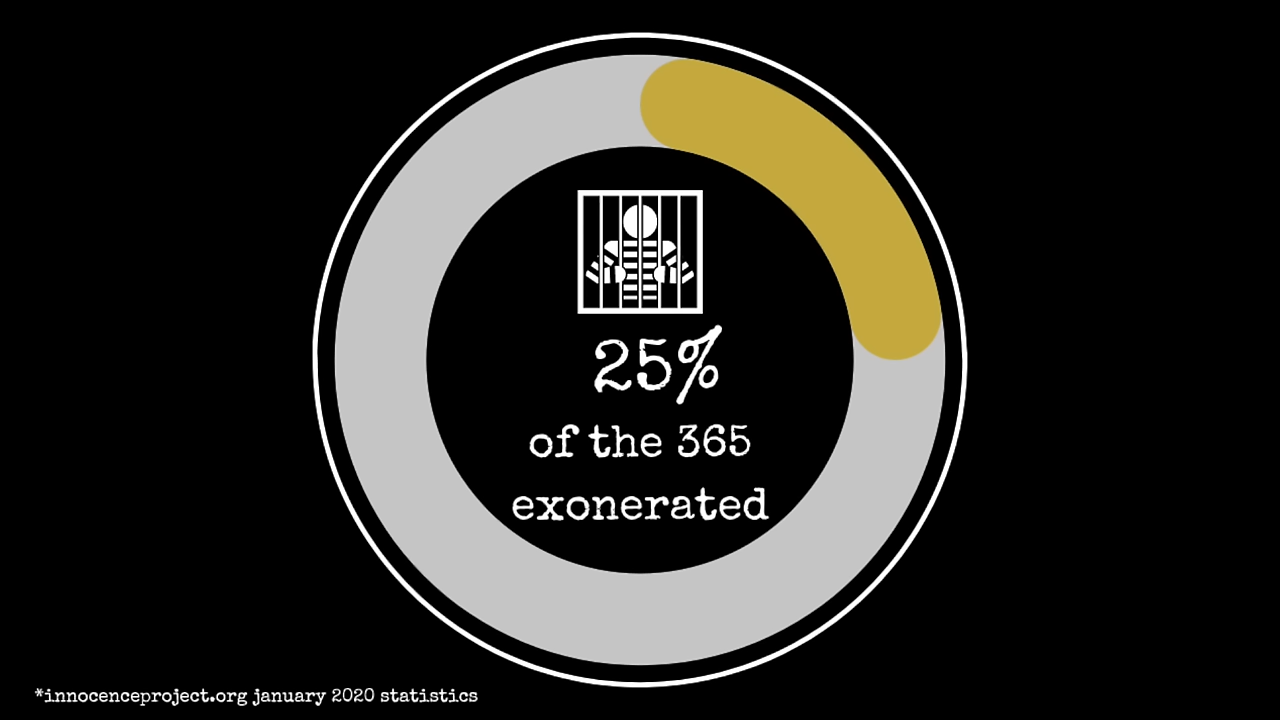 25%
of the 365
exonerated
*innocenceproject.org january 2020 statistics